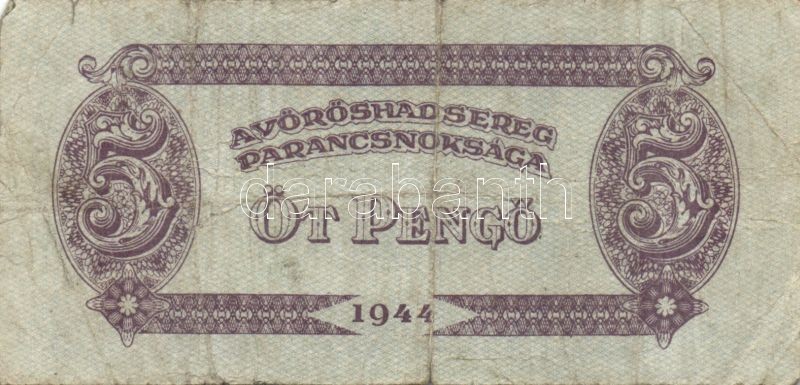 A VÖRÖSHADSEREG
PARANCSNOKSÁGA
5 5
darabanth
ÖT PENGŐ
1944